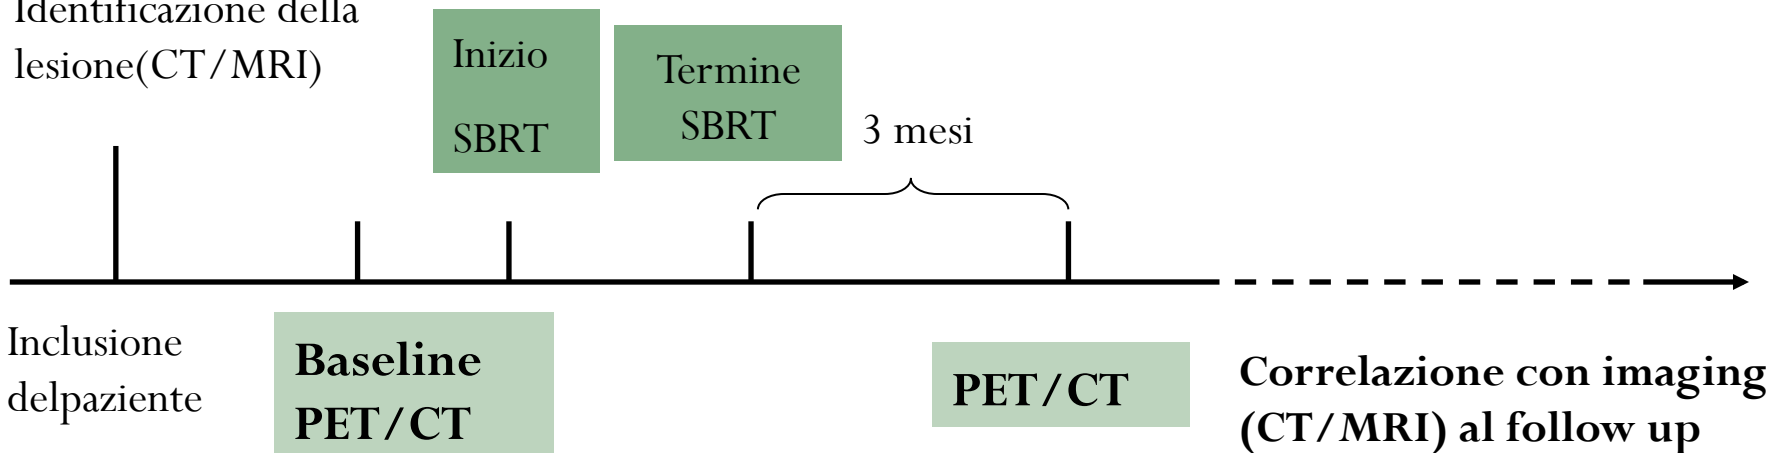 Identificazione della
lesione(CT/MRI)
Inizio
SBRT
Termine
SBRT
3 mesi
Inclusione
delpaziente
Baseline
PET/CT
PET/CT
Correlazione con imaging
(CT/MRI) al follow up